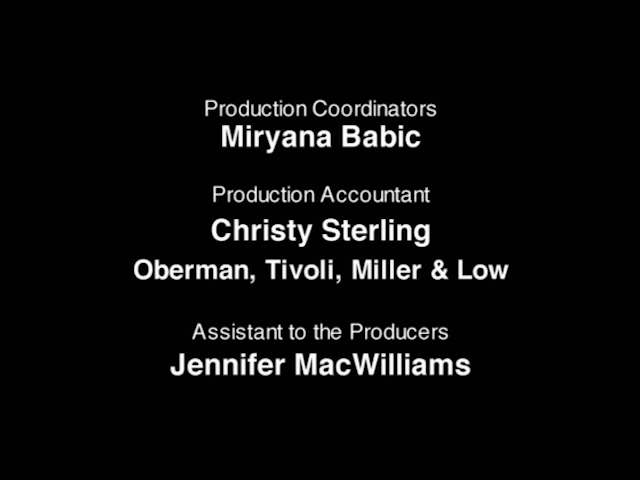 Production Coordinators
Miryana Babic
Production Accountant
Christy Sterling
Oberman, Tivoli, Miller & Low
Assistant to the Producers
Jennifer MacWilliams